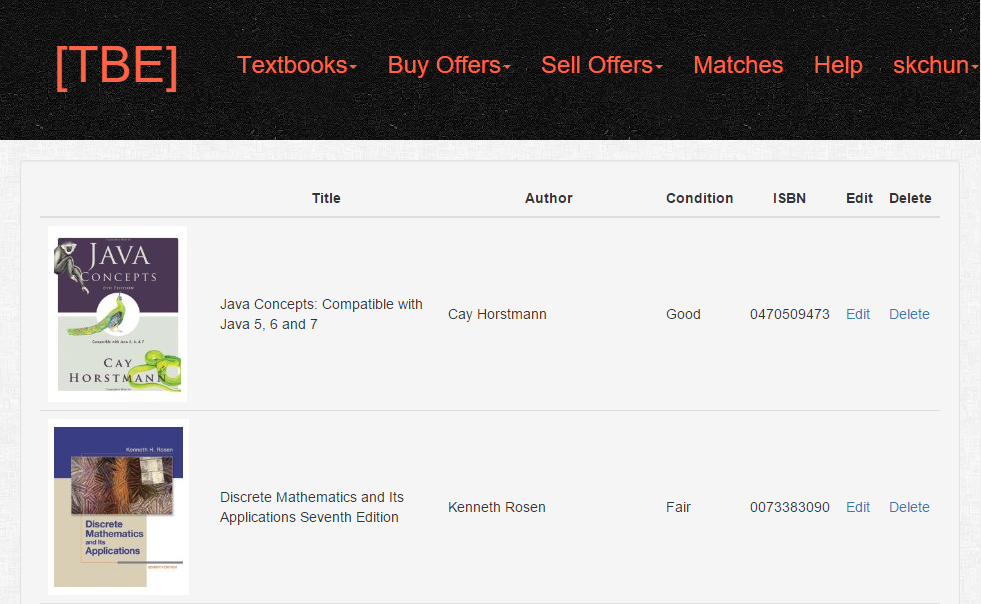 [TBE] Textbooks Buy Offers Sell Offers Matches Help skchun
Title Author Condition ISBN Edit Delete
JAVA
CONCEPTS
6TH EDITION
Compatible with Java 5, 6, & 7
CAY
HORSTMANN
Java Concepts: Compatible with
Java 5, 6 and 7
Cay Horstmann
Good
0470509473
Edit
Delete
Kenneth H. Rosen
Discrete
Mathematics
and Its
Applications
SEVENTH EDITION
Discrete Mathematics and Its
Applications Seventh Edition
Kenneth Rosen
Fair
0073383090
Edit
Delete